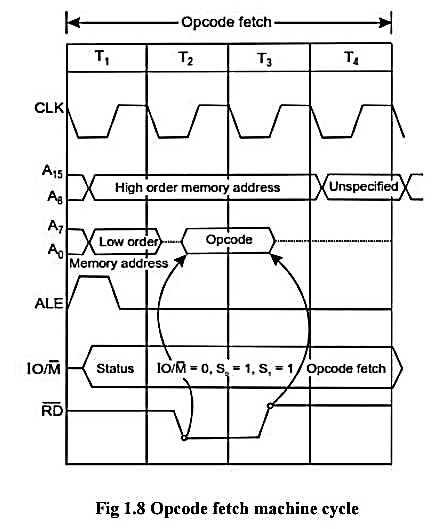 Opcode fetch
T₁ T₂ T₃ T₄
CLK
A₁₅
High order memory address Unspecified
A₈
A₇
Low order Opcode
A₀
Memory address
ALE
IO/M̅ Status IO/M̅ = 0, S₀ = 1, S₁ = 1 Opcode fetch
R̅D̅
Fig 1.8 Opcode fetch machine cycle